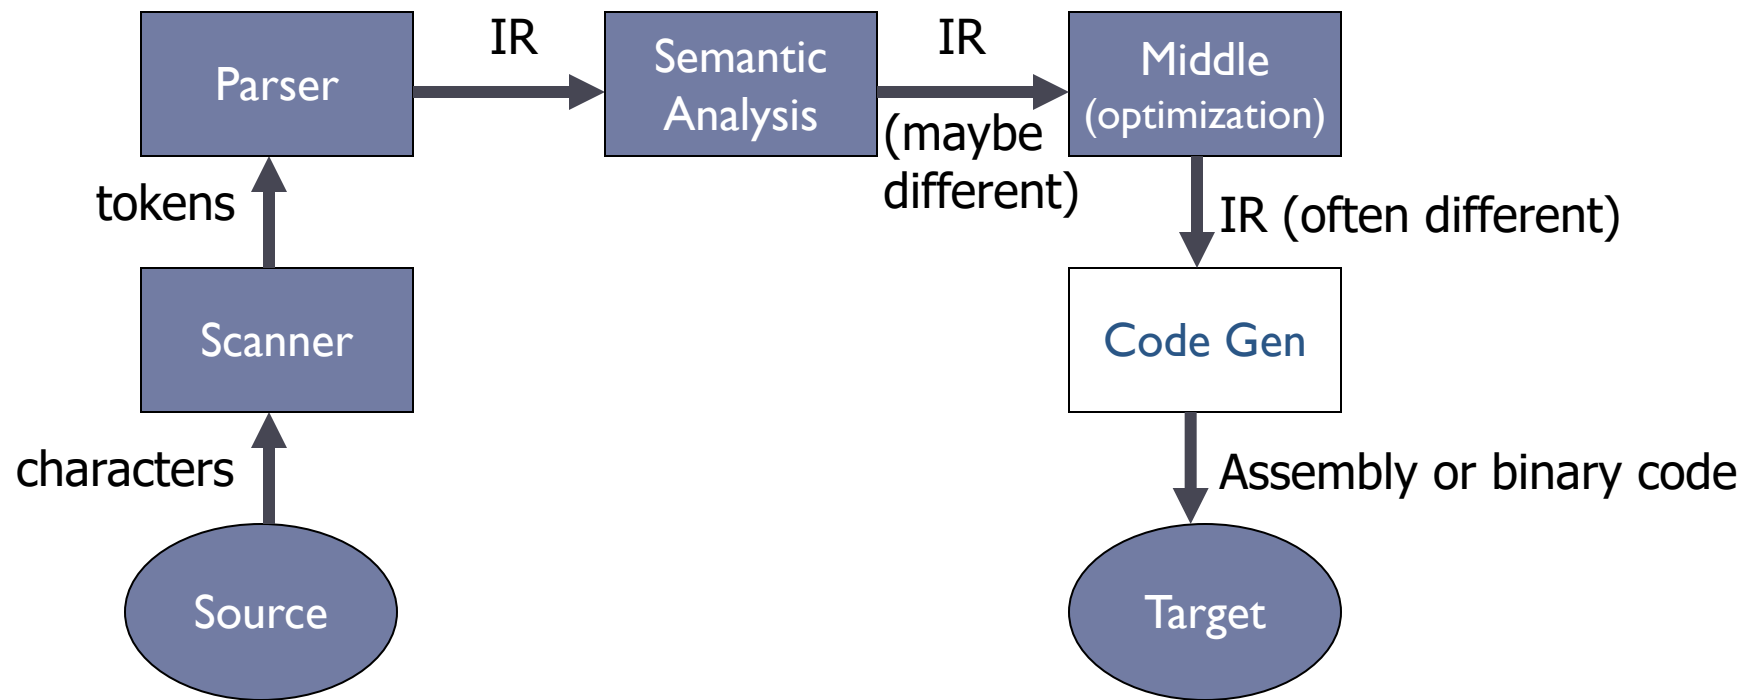 Parser
IR
Semantic
Analysis
IR
(maybe
different)
Middle
(optimization)
tokens
IR (often different)
Scanner
Code Gen
characters
Assembly or binary code
Source
Target